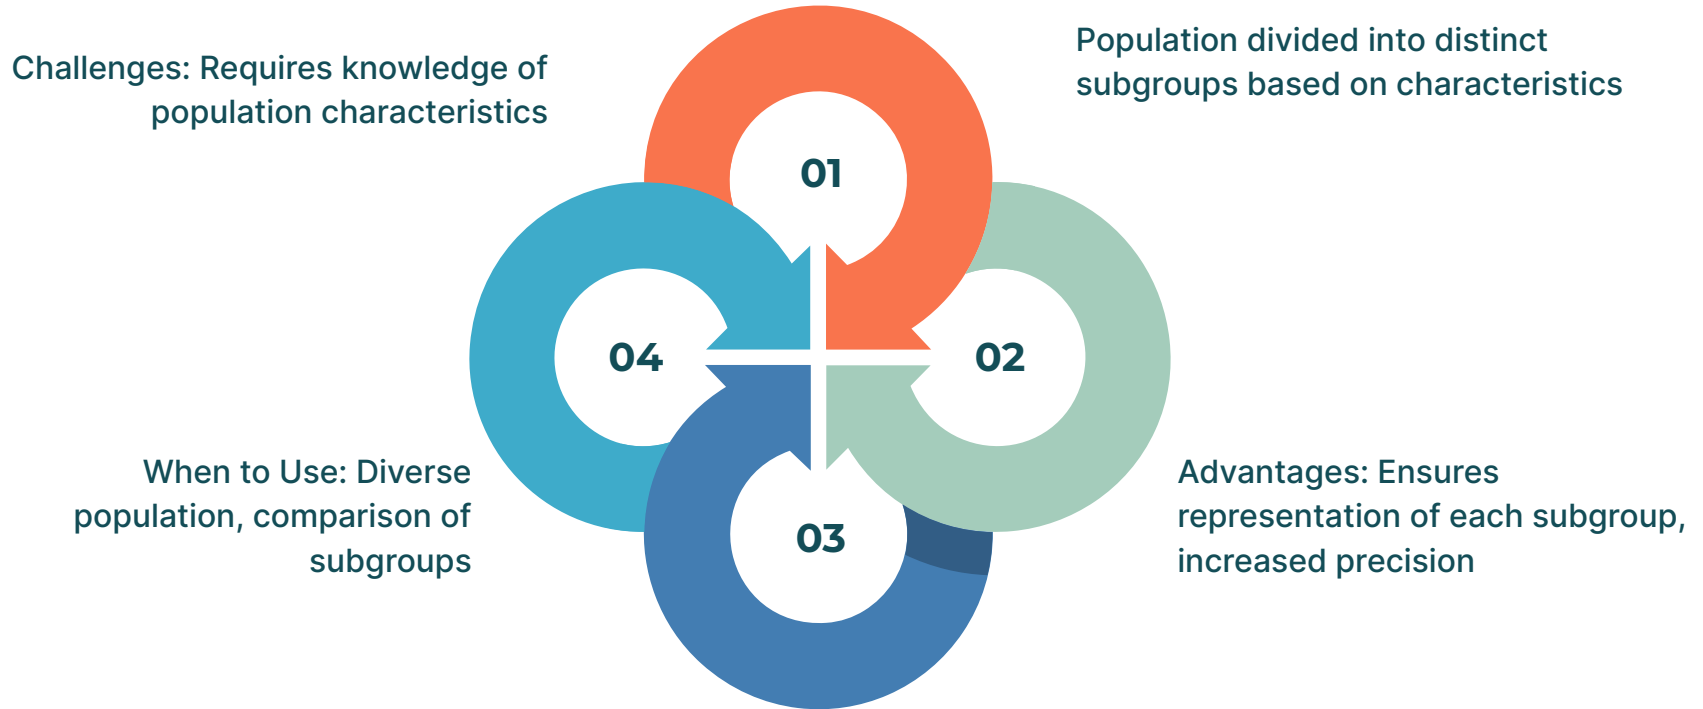 01
Population divided into distinct
subgroups based on characteristics
02
Advantages: Ensures
representation of each subgroup,
increased precision
03
When to Use: Diverse
population, comparison of
subgroups
04
Challenges: Requires knowledge of
population characteristics